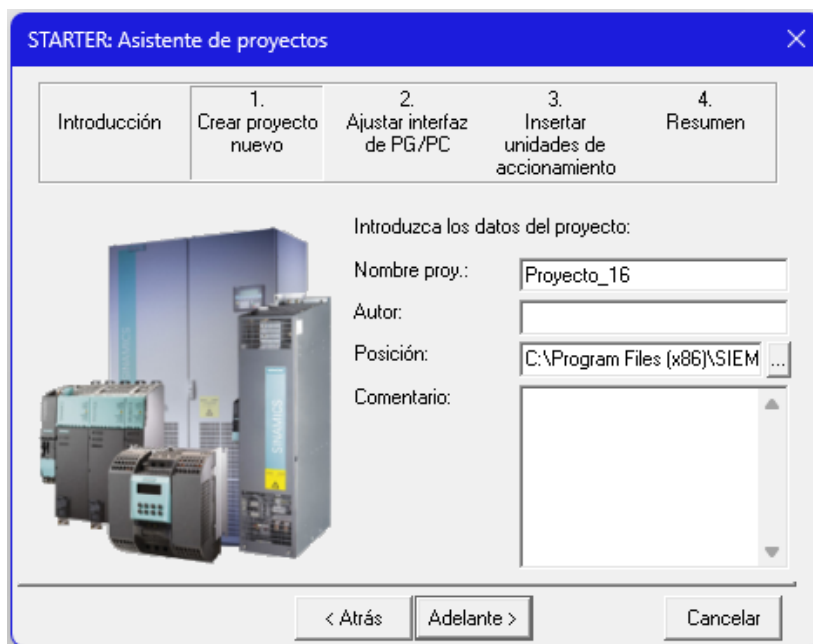 STARTER: Asistente de proyectos
Introducción
1.
Crear proyecto
nuevo
2.
Ajustar interfaz
de PG/PC
3.
Insertar
unidades de
accionamiento
4.
Resumen
Introduzca los datos del proyecto:
Nombre proy.: Proyecto_16
Autor:
Posición: C:\Program Files (x86)\SIEM ...
Comentario:
SINAMICS
SINAMICS
< Atrás Adelante > Cancelar